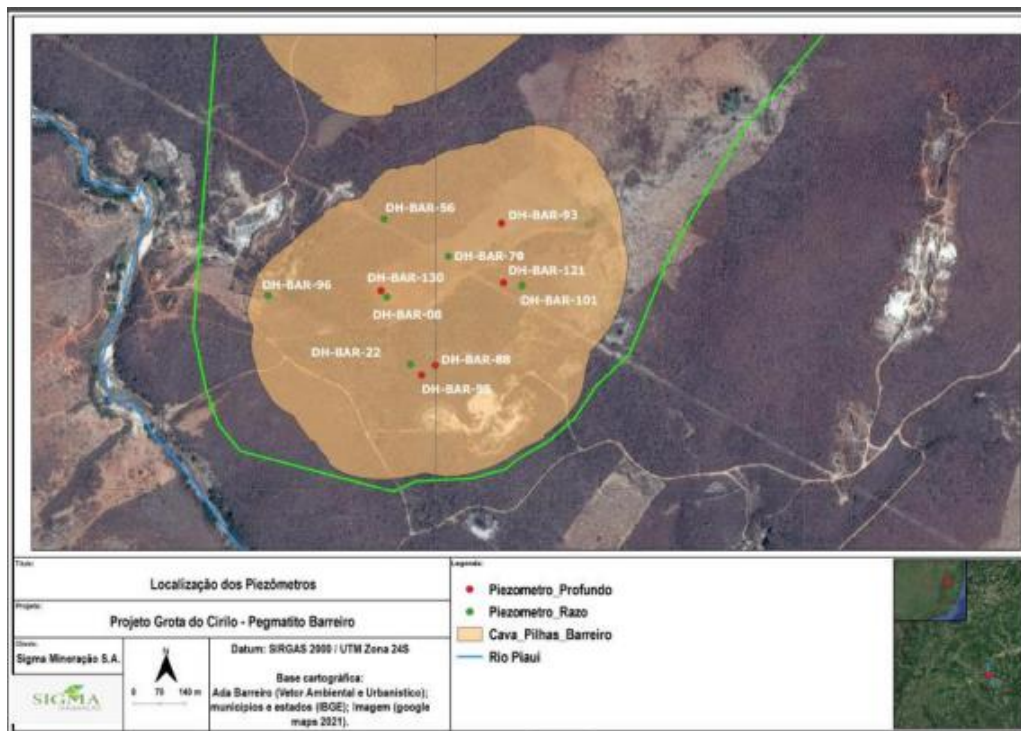 DH-BAR-56
DH-BAR-93
DH-BAR-70
DH-BAR-121
DH-BAR-130
DH-BAR-96
DH-BAR-101
DH-BAR-08
DH-BAR-22
DH-BAR-88
DH-BAR-95
Título:
Localização dos Piezômetros
Projeto:
Projeto Grota do Cirilo - Pegmatito Barreiro
Cliente:
Sigma Mineração S.A.
SIGMA
MINERAÇÃO
N
0 70 140 m
Datum: SIRGAS 2000 / UTM Zona 24S
Base cartográfica:
Ada Barreiro (Vetor Ambiental e Urbanístico);
municípios e estados (IBGE); Imagem (google
maps 2021).
Legenda:
Piezometro_Profundo
Piezometro_Razo
Cava_Pilhas_Barreiro
Rio Piauí